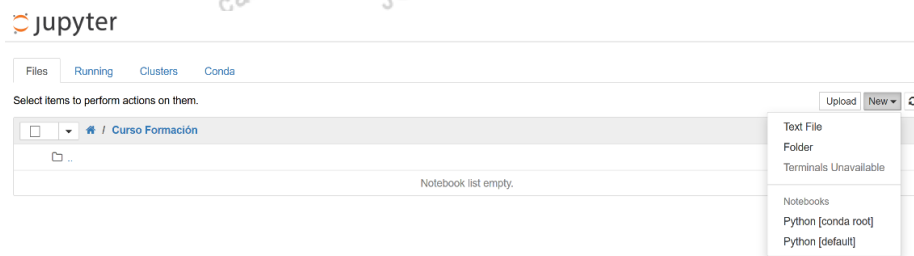 jupyter
Files Running Clusters Conda
Select items to perform actions on them.
Upload New
/ Curso Formación
..
Notebook list empty.
Text File
Folder
Terminals Unavailable
Notebooks
Python [conda root]
Python [default]